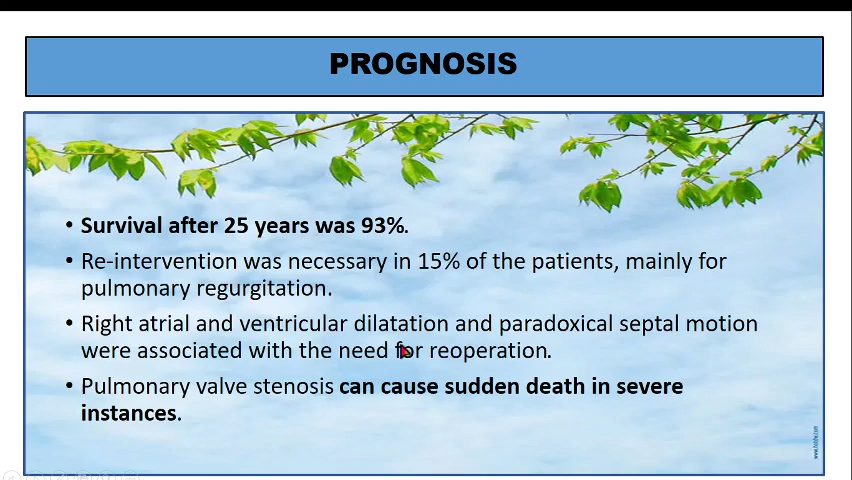 PROGNOSIS
• Survival after 25 years was 93%.
• Re-intervention was necessary in 15% of the patients, mainly for
pulmonary regurgitation.
• Right atrial and ventricular dilatation and paradoxical septal motion
were associated with the need for reoperation.
• Pulmonary valve stenosis can cause sudden death in severe
instances.